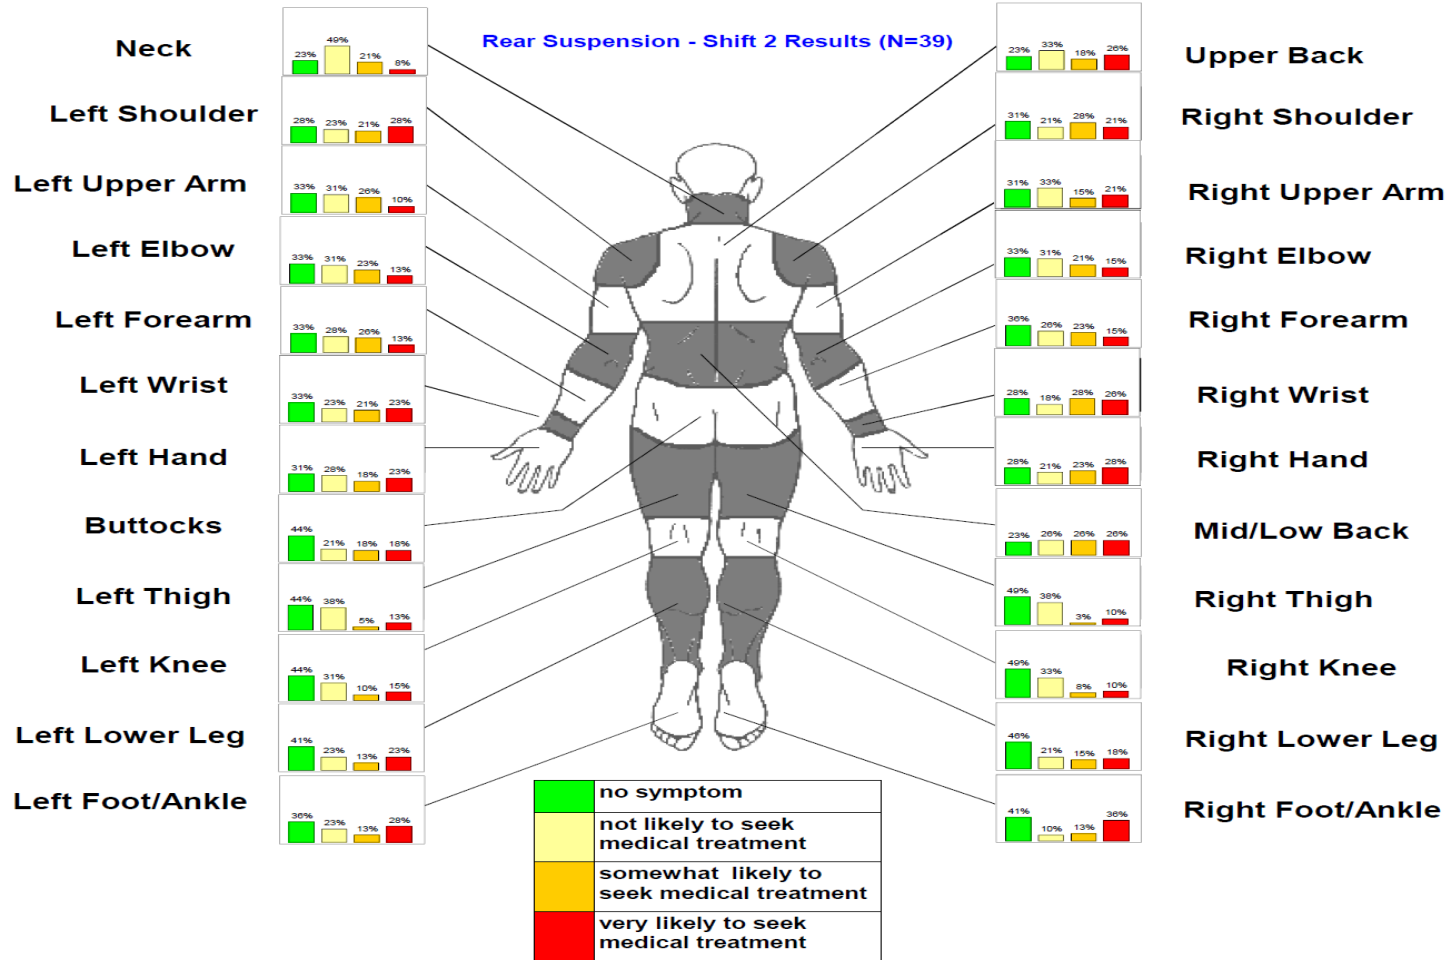 Rear Suspension - Shift 2 Results (N=39)
Neck
23% 49% 21% 8%
Left Shoulder
28% 23% 21% 28%
Left Upper Arm
33% 31% 26% 10%
Left Elbow
33% 31% 23% 13%
Left Forearm
33% 28% 26% 13%
Left Wrist
33% 23% 21% 23%
Left Hand
31% 28% 18% 23%
Buttocks
44% 21% 18% 18%
Left Thigh
44% 38% 5% 13%
Left Knee
44% 31% 10% 15%
Left Lower Leg
41% 23% 13% 23%
Left Foot/Ankle
36% 23% 13% 28%
Upper Back
23% 33% 18% 26%
Right Shoulder
31% 21% 28% 21%
Right Upper Arm
31% 33% 15% 21%
Right Elbow
33% 31% 21% 15%
Right Forearm
36% 26% 23% 15%
Right Wrist
28% 18% 28% 26%
Right Hand
28% 21% 23% 28%
Mid/Low Back
23% 26% 26% 26%
Right Thigh
49% 38% 3% 10%
Right Knee
49% 33% 8% 10%
Right Lower Leg
46% 21% 15% 18%
Right Foot/Ankle
41% 10% 13% 36%
no symptom
not likely to seek
medical treatment
somewhat likely to
seek medical treatment
very likely to seek
medical treatment